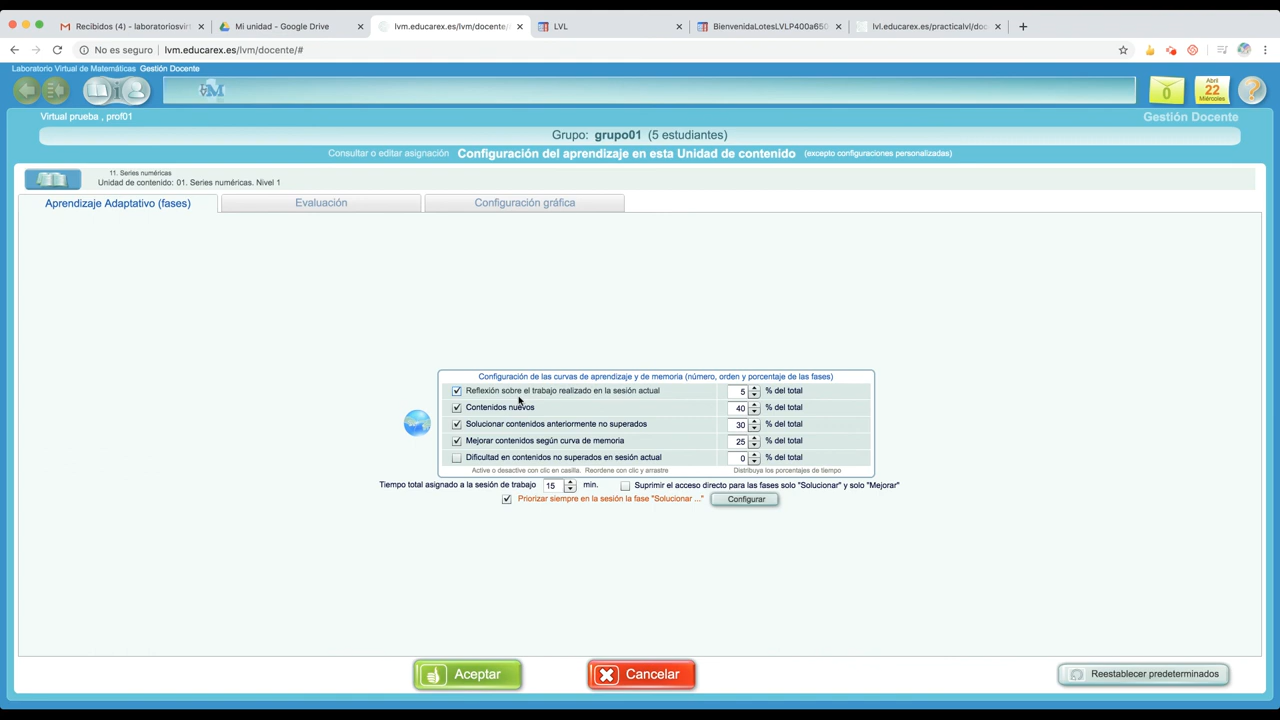 Recibidos (4) - laboratoriosvir
Mi unidad - Google Drive
lvm.educarex.es/lvm/docente/
LVL
BienvenidaLotesLVLP400a650
lvl.educarex.es/practicalvl/doc
No es seguro lvm.educarex.es/lvm/docente/#
Laboratorio Virtual de Matemáticas Gestión Docente
0
Abril
22
Miércoles
?
Virtual prueba , prof01
Gestión Docente
Grupo: grupo01 (5 estudiantes)
Consultar o editar asignación Configuración del aprendizaje en esta Unidad de contenido (excepto configuraciones personalizadas)
11. Series numéricas
Unidad de contenido: 01. Series numéricas. Nivel 1
Aprendizaje Adaptativo (fases)
Evaluación
Configuración gráfica
Configuración de las curvas de aprendizaje y de memoria (número, orden y porcentaje de las fases)
Reflexión sobre el trabajo realizado en la sesión actual 5 % del total
Contenidos nuevos 40 % del total
Solucionar contenidos anteriormente no superados 30 % del total
Mejorar contenidos según curva de memoria 25 % del total
Dificultad en contenidos no superados en sesión actual 0 % del total
Active o desactive con clic en casilla. Reordene con clic y arrastre Distribuya los porcentajes de tiempo
Tiempo total asignado a la sesión de trabajo 15 min. Suprimir el acceso directo para las fases solo "Solucionar" y solo "Mejorar"
Priorizar siempre en la sesión la fase "Solucionar ..." Configurar
Aceptar
Cancelar
Reestablecer predeterminados